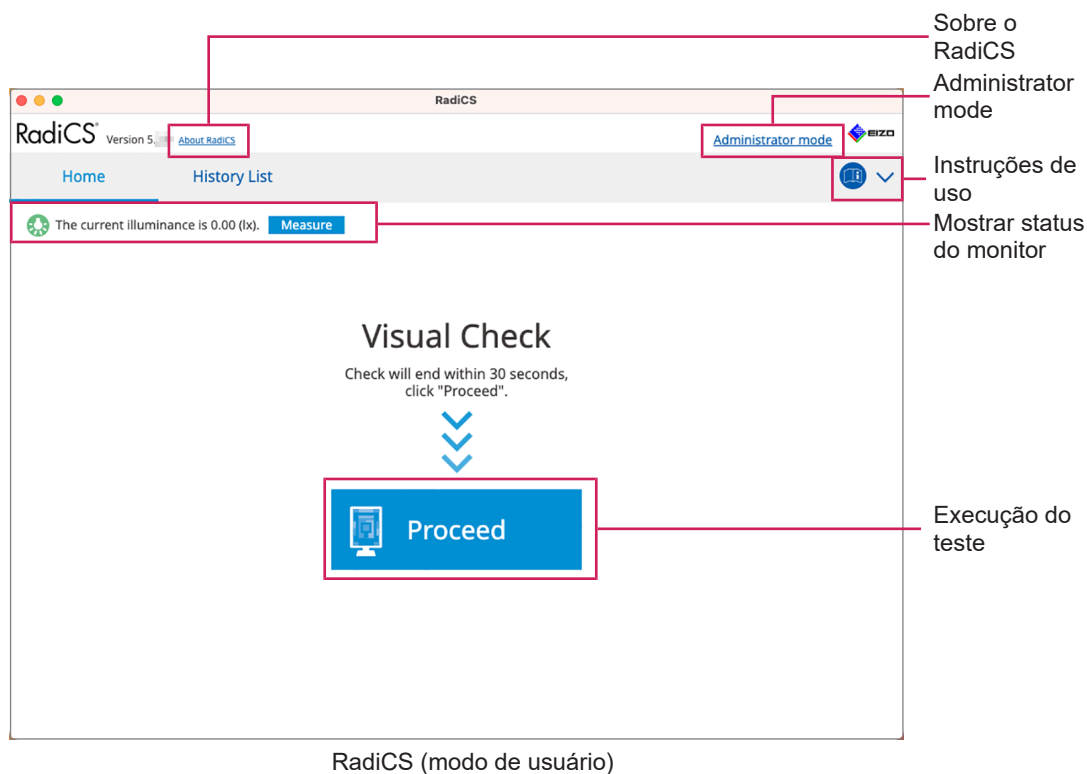 Sobre o
RadiCS
Administrator
mode
RadiCS
RadiCS Version 5. About RadiCS
Administrator mode
EIZO
Home
History List
Instruções de
uso
The current illuminance is 0.00 (lx). Measure
Mostrar status
do monitor
Visual Check
Check will end within 30 seconds,
click "Proceed".
Proceed
Execução do
teste
RadiCS (modo de usuário)